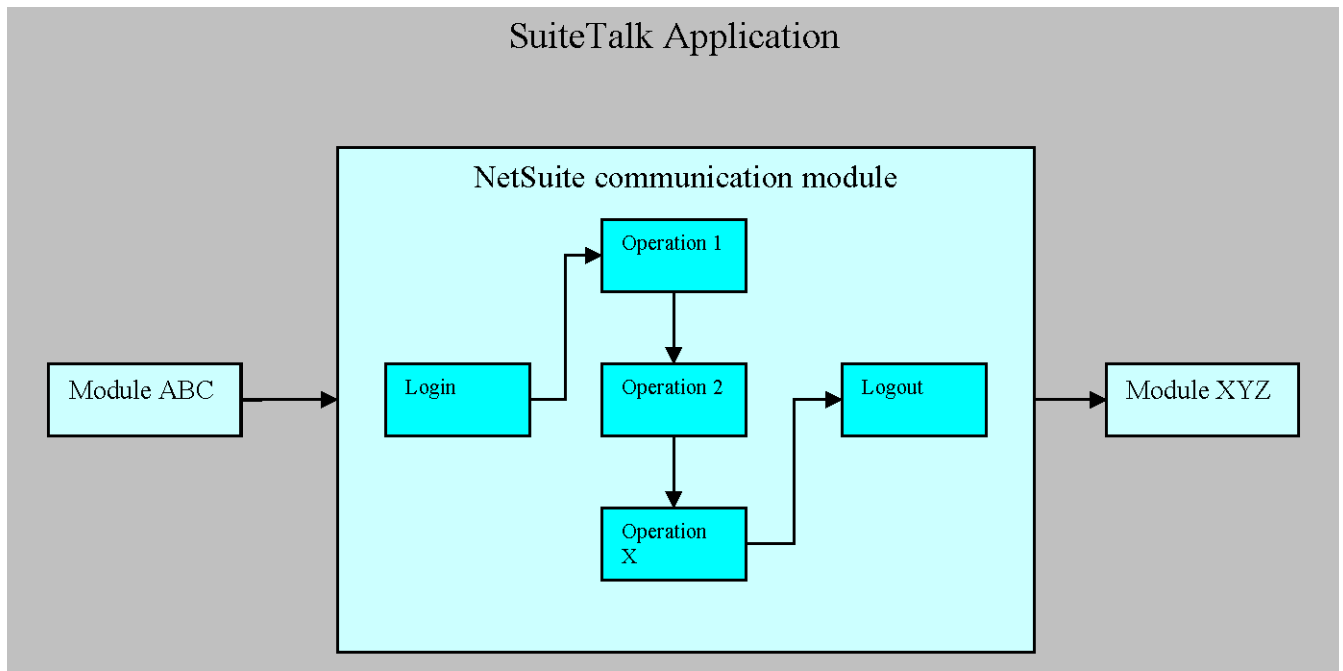 SuiteTalk Application
NetSuite communication module
Operation 1
Module ABC
Login
Operation 2
Logout
Module XYZ
Operation
X